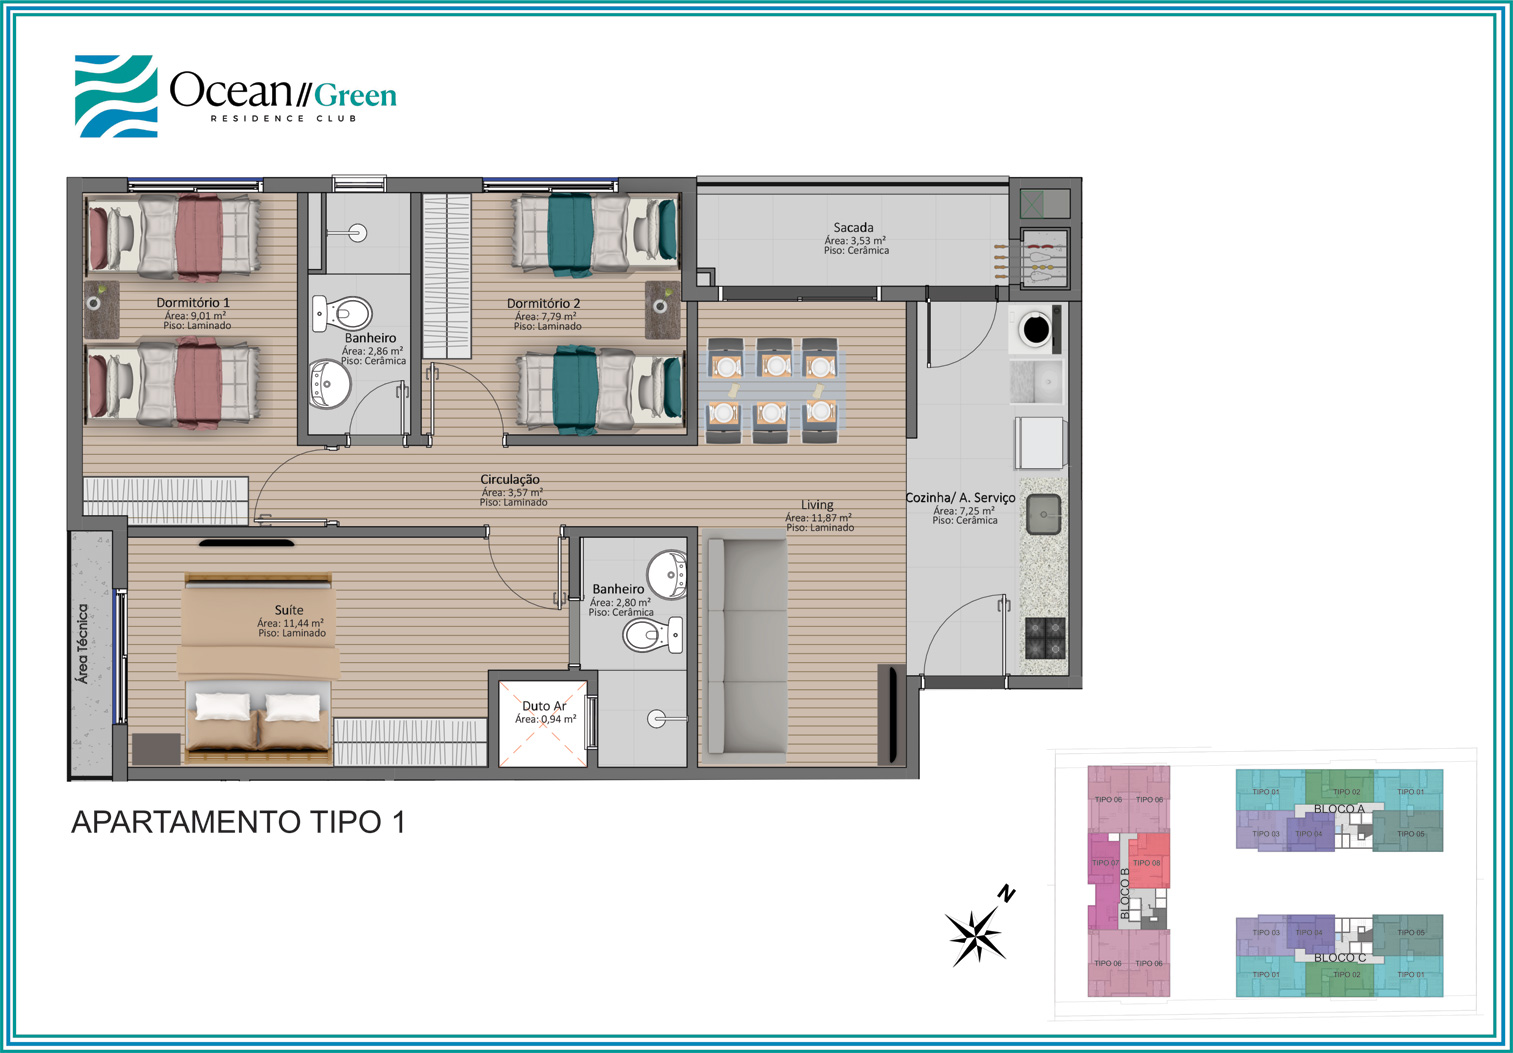 Ocean//Green
RESIDENCE CLUB
Dormitório 1
Área: 9,01 m²
Piso: Laminado
Banheiro
Área: 2,86 m²
Piso: Cerâmica
Dormitório 2
Área: 7,79 m²
Piso: Laminado
Sacada
Área: 3,53 m²
Piso: Cerâmica
Circulação
Área: 3,57 m²
Piso: Laminado
Living
Área: 11,87 m²
Piso: Laminado
Cozinha/ A. Serviço
Área: 7,25 m²
Piso: Cerâmica
Área Técnica
Suíte
Área: 11,44 m²
Piso: Laminado
Banheiro
Área: 2,80 m²
Piso: Cerâmica
Duto Ar
Área: 0,94 m²
APARTAMENTO TIPO 1
N
TIPO 06 TIPO 06
TIPO 07 TIPO 08
BLOCO B
TIPO 06 TIPO 06
TIPO 01 TIPO 02 TIPO 01
BLOCO A
TIPO 03 TIPO 04 TIPO 05
TIPO 03 TIPO 04 TIPO 05
BLOCO C
TIPO 01 TIPO 02 TIPO 01